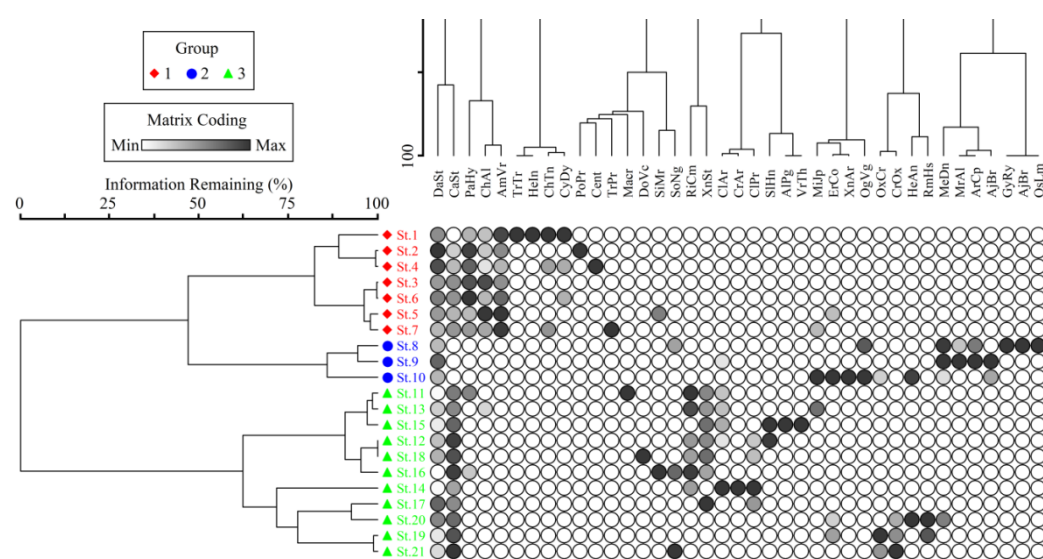 Group
1 2 3
Matrix Coding
Min Max
Information Remaining (%)
0 25 50 75 100
100
DaSt
CaSt
PaHy
ChAl
AmVr
TrTr
HeIn
ChTn
CyDy
PoPr
Cent
TrPr
Macr
DoVc
SiMr
SoNg
RiCm
XnSt
ClAr
CrAr
ClPr
SlHn
AlPg
VrTh
MiIp
ErCo
XnAr
OgVg
OxCr
CrOx
HeAn
RmHs
MeDn
MrAl
ArCp
AjBr
GyRy
AjBr
OsLm
St.1
St.2
St.4
St.3
St.6
St.5
St.7
St.8
St.9
St.10
St.11
St.13
St.15
St.12
St.18
St.16
St.14
St.17
St.20
St.19
St.21